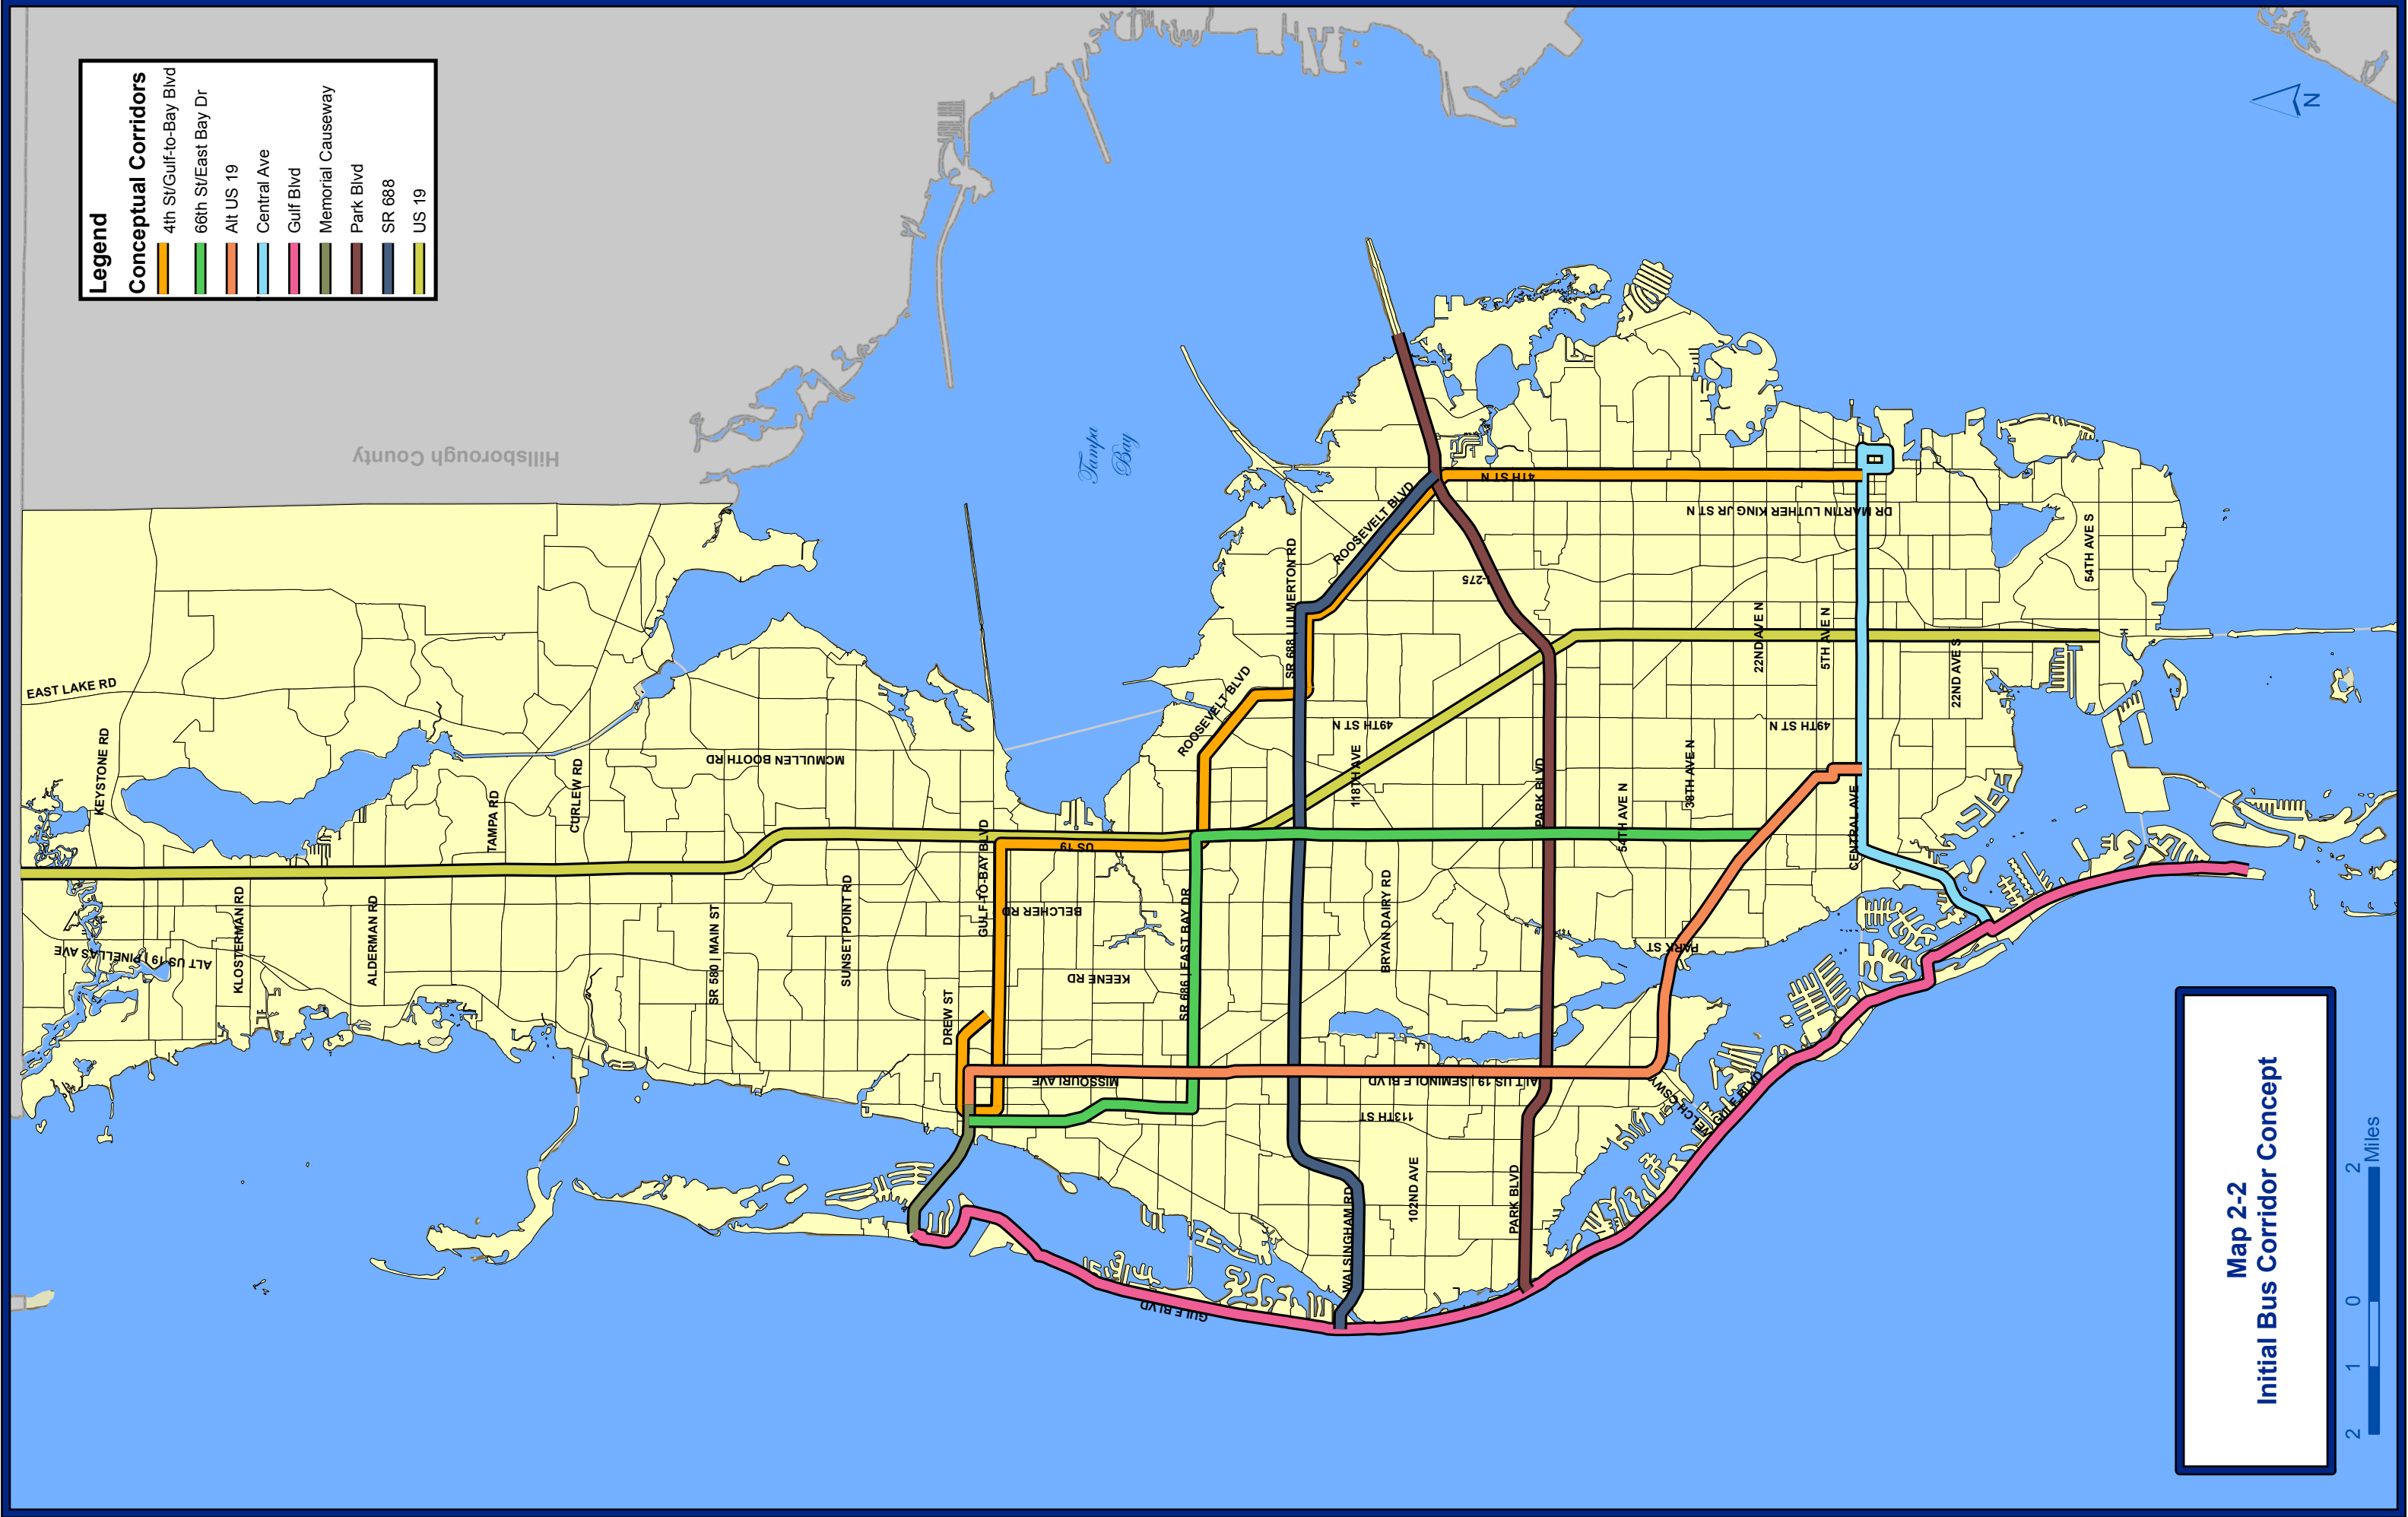 Legend
Conceptual Corridors
4th St/Gulf-to-Bay Blvd
66th St/East Bay Dr
Alt US 19
Central Ave
Gulf Blvd
Memorial Causeway
Park Blvd
SR 688
US 19
Hillsborough County
Tampa
Bay
N
EAST LAKE RD
KEYSTONE RD
ALT US 19 | PINELLAS AVE
KLOSTERMAN RD
ALDERMAN RD
TAMPA RD
CURLEW RD
MCMULLEN BOOTH RD
SR 580 | MAIN ST
SUNSET POINT RD
DREW ST
GULF-TO-BAY BLVD
US 19
BELCHER RD
KEENE RD
MISSOURI AVE
SR 686 | EAST BAY DR
ROOSEVELT BLVD
SR 688 | ULMERTON RD
ROOSEVELT BLVD
49TH ST N
118TH AVE
BRYAN DAIRY RD
113TH ST
ALT US 19 | SEMINOLE BLVD
102ND AVE
WALSINGHAM RD
GULF BLVD
PARK BLVD
PARK BLVD
I-275
4TH ST N
DR MARTIN LUTHER KING JR ST N
54TH AVE N
38TH AVE N
22ND AVE N
5TH AVE N
49TH ST N
CENTRAL AVE
22ND AVE S
54TH AVE S
PARK ST
WELCH CSWY
GULF BLVD
Map 2-2
Initial Bus Corridor Concept
2 1 0 2
Miles